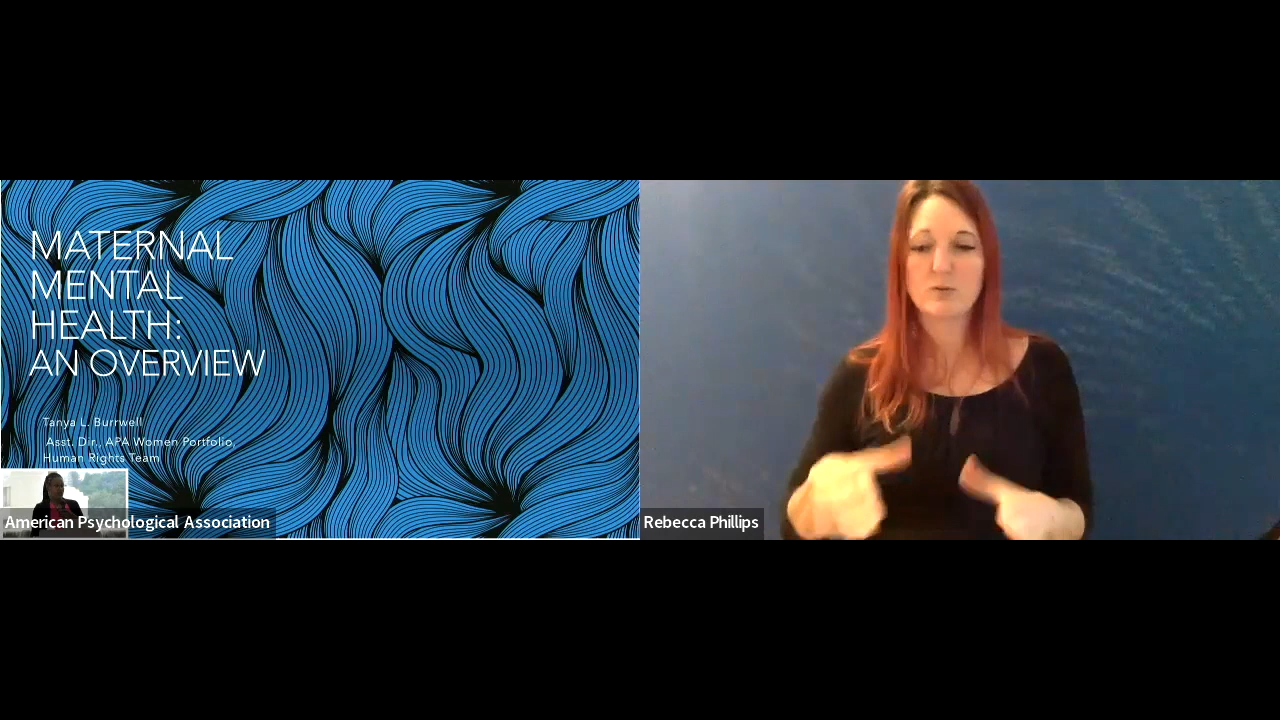 MATERNAL
MENTAL
HEALTH:
AN OVERVIEW
Tanya L. Burrwell
Asst. Dir., APA Women Portfolio,
Human Rights Team
American Psychological Association
Rebecca Phillips